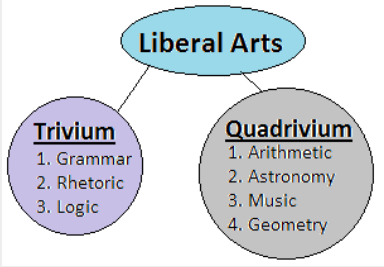 Liberal Arts
Trivium
1. Grammar
2. Rhetoric
3. Logic
Quadrivium
1. Arithmetic
2. Astronomy
3. Music
4. Geometry